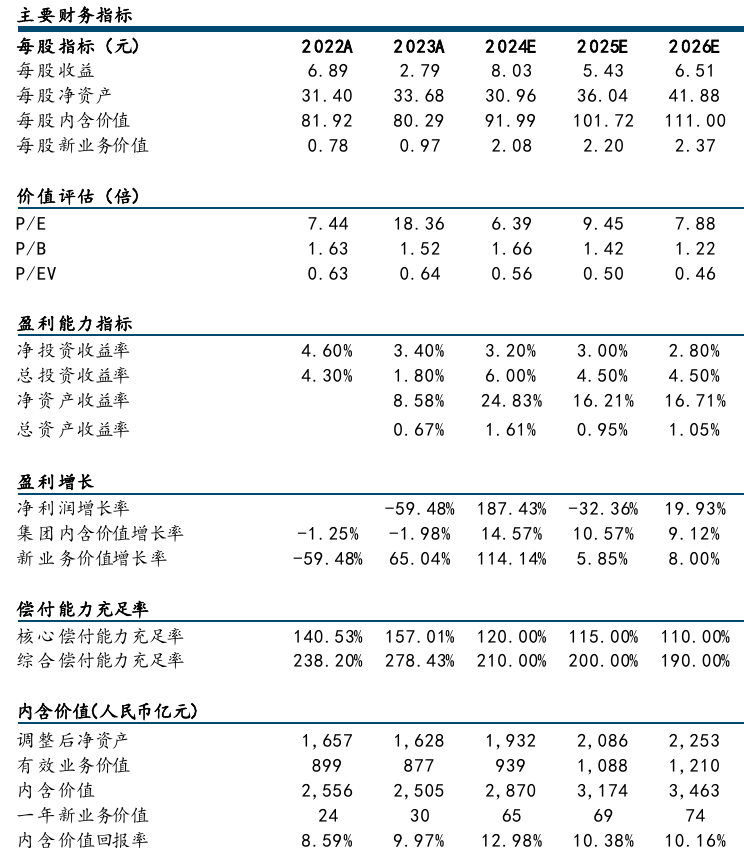 主要财务指标
每股指标（元） 2022A 2023A 2024E 2025E 2026E
每股收益 6.89 2.79 8.03 5.43 6.51
每股净资产 31.40 33.68 30.96 36.04 41.88
每股内含价值 81.92 80.29 91.99 101.72 111.00
每股新业务价值 0.78 0.97 2.08 2.20 2.37
价值评估（倍）
P/E 7.44 18.36 6.39 9.45 7.88
P/B 1.63 1.52 1.66 1.42 1.22
P/EV 0.63 0.64 0.56 0.50 0.46
盈利能力指标
净投资收益率 4.60% 3.40% 3.20% 3.00% 2.80%
总投资收益率 4.30% 1.80% 6.00% 4.50% 4.50%
净资产收益率 8.58% 24.83% 16.21% 16.71%
总资产收益率 0.67% 1.61% 0.95% 1.05%
盈利增长
净利润增长率 -59.48% 187.43% -32.36% 19.93%
集团内含价值增长率 -1.25% -1.98% 14.57% 10.57% 9.12%
新业务价值增长率 -59.48% 65.04% 114.14% 5.85% 8.00%
偿付能力充足率
核心偿付能力充足率 140.53% 157.01% 120.00% 115.00% 110.00%
综合偿付能力充足率 238.20% 278.43% 210.00% 200.00% 190.00%
内含价值(人民币亿元)
调整后净资产 1,657 1,628 1,932 2,086 2,253
有效业务价值 899 877 939 1,088 1,210
内含价值 2,556 2,505 2,870 3,174 3,463
一年新业务价值 24 30 65 69 74
内含价值回报率 8.59% 9.97% 12.98% 10.38% 10.16%